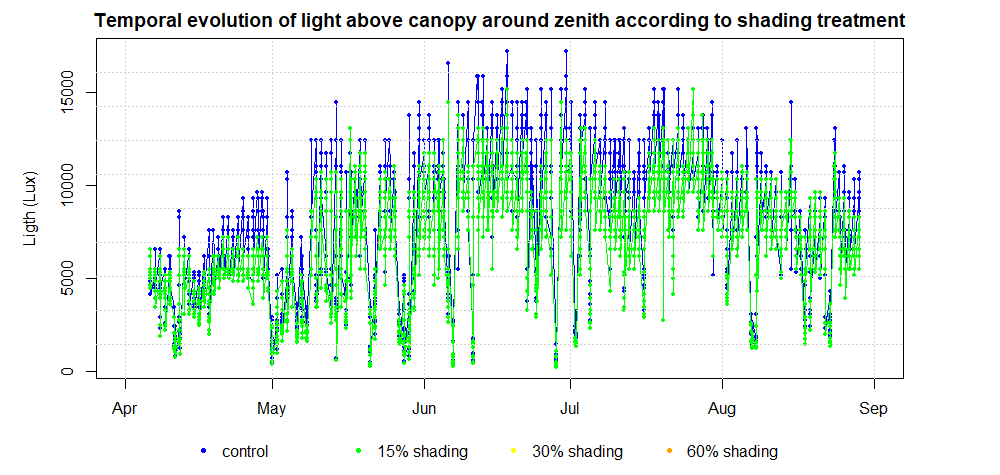 Temporal evolution of light above canopy around zenith according to shading treatment
Ligth (Lux)
15000
10000
5000
0
Apr May Jun Jul Aug Sep
control 15% shading 30% shading 60% shading